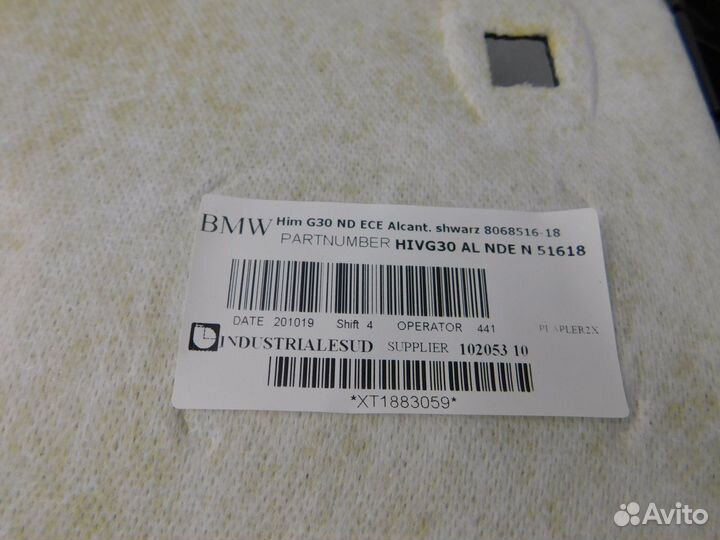 BMW Him G30 ND ECE Alcant. shwarz 8068516-18
PARTNUMBER HIVG30 AL NDE N 51618
DATE 201019 Shift 4 OPERATOR 441
INDUSTRIALESUD SUPPLIER 102053 10
*XT1883059*
Avito